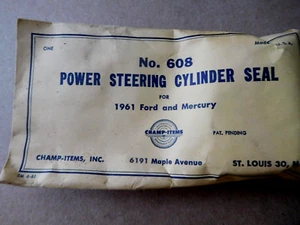 ONE
No. 608
POWER STEERING CYLINDER SEAL
FOR
1961 Ford and Mercury
CHAMP-ITEMS
PAT. PENDING
CHAMP-ITEMS, INC. 6191 Maple Avenue ST. LOUIS 30, M